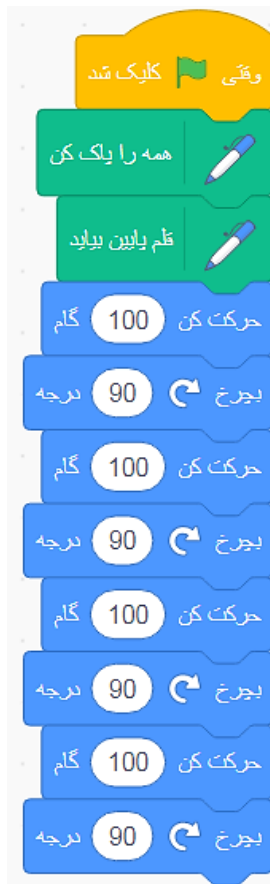 وقتی کلیک شد
همه را پاک کن
قلم پایین بیاید
حرکت کن 100 گام
بچرخ 90 درجه
حرکت کن 100 گام
بچرخ 90 درجه
حرکت کن 100 گام
بچرخ 90 درجه
حرکت کن 100 گام
بچرخ 90 درجه